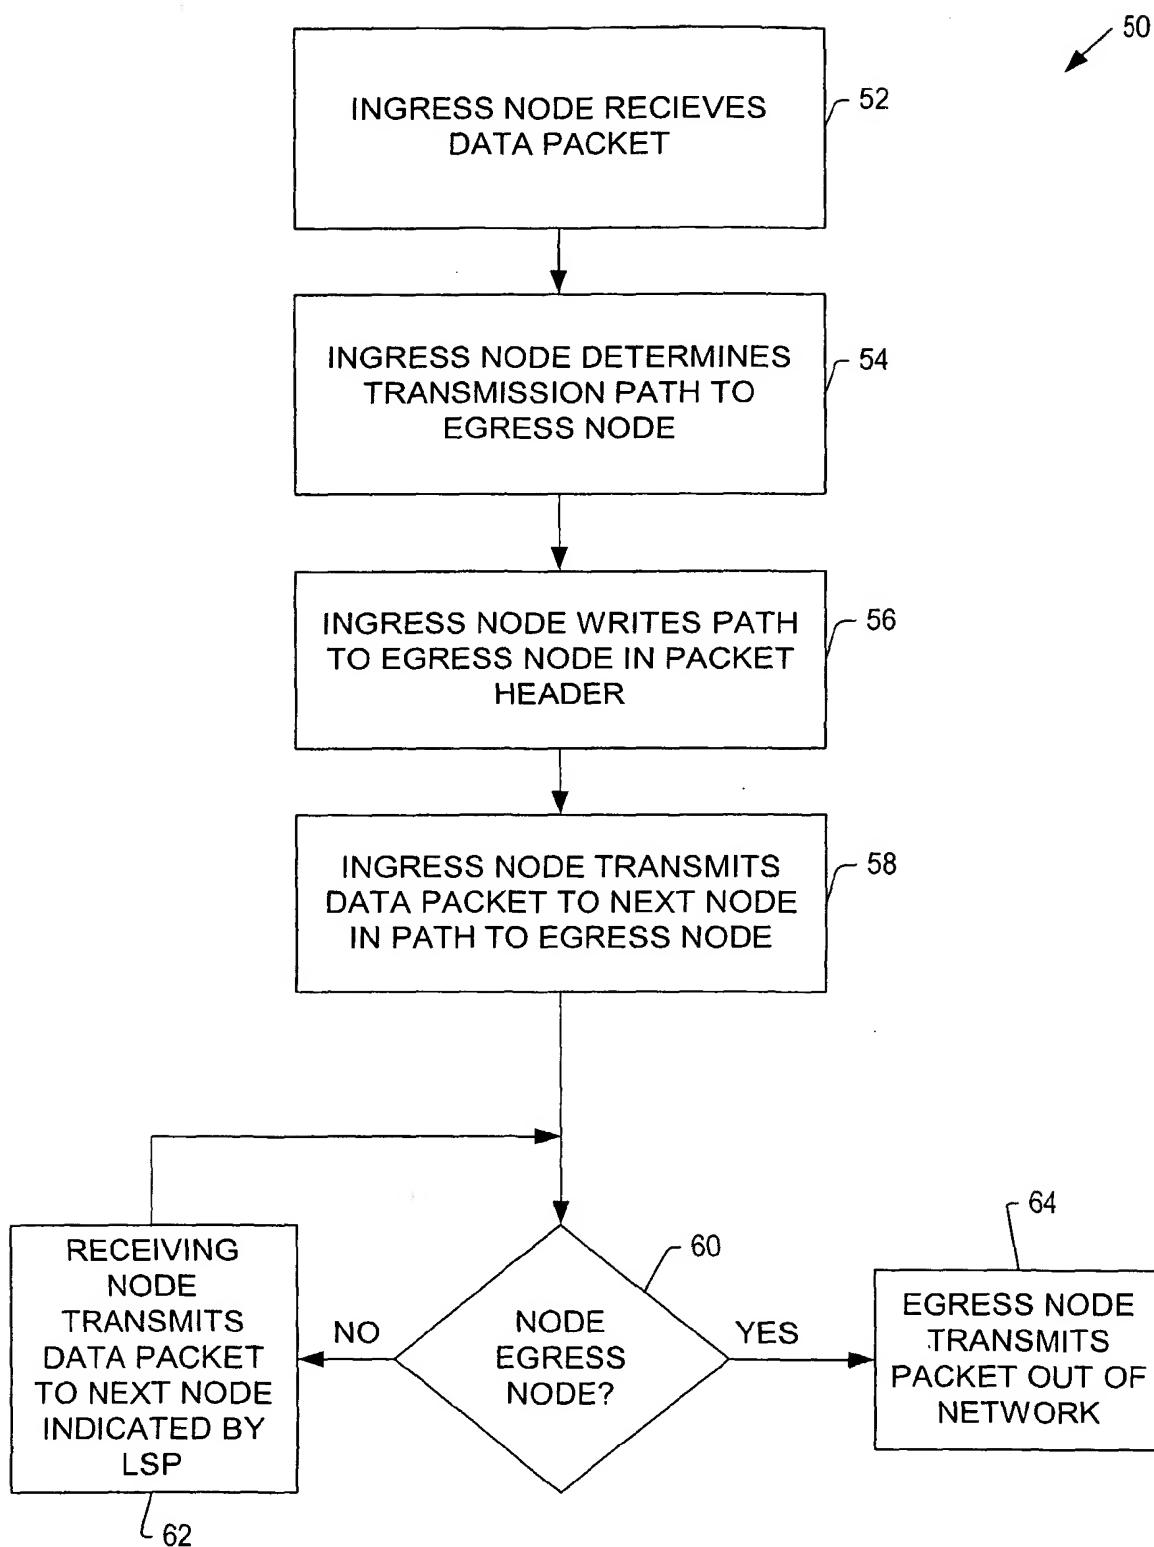 50
INGRESS NODE RECIEVES
DATA PACKET
52
INGRESS NODE DETERMINES
TRANSMISSION PATH TO
EGRESS NODE
54
INGRESS NODE WRITES PATH
TO EGRESS NODE IN PACKET
HEADER
56
INGRESS NODE TRANSMITS
DATA PACKET TO NEXT NODE
IN PATH TO EGRESS NODE
58
RECEIVING
NODE
TRANSMITS
DATA PACKET
TO NEXT NODE
INDICATED BY
LSP
62
NO
NODE
EGRESS
NODE?
60
YES
64
EGRESS NODE
TRANSMITS
PACKET OUT OF
NETWORK